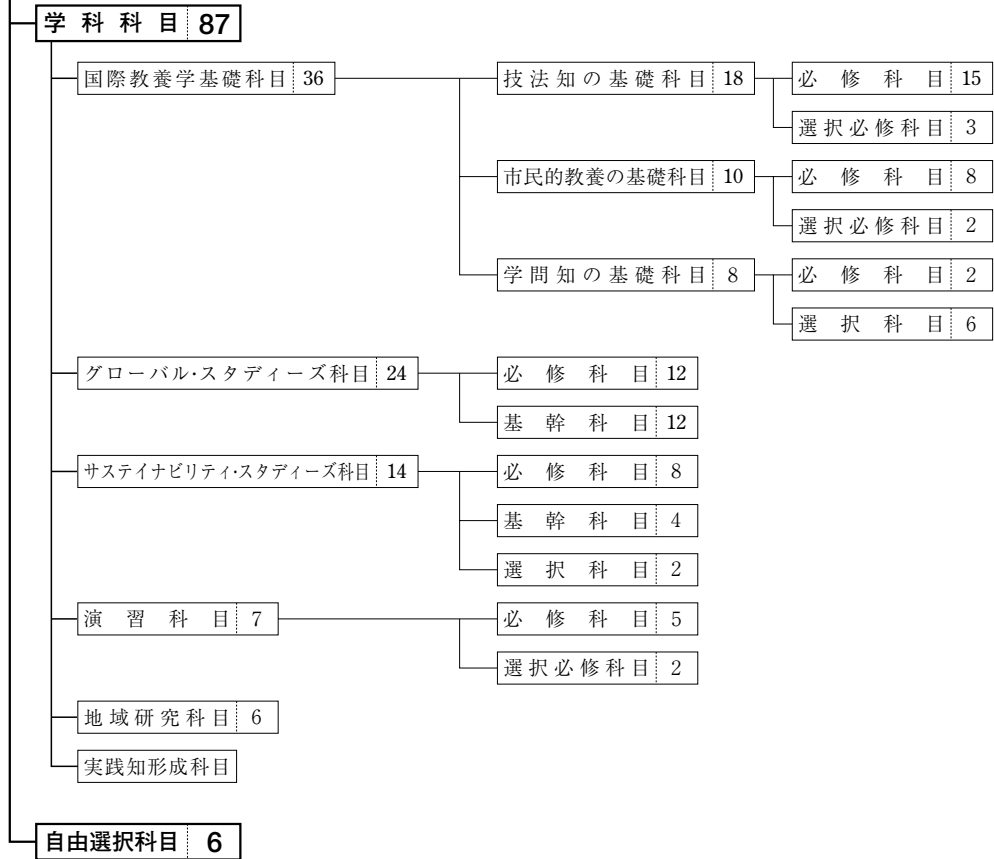 学科科目 87
国際教養学基礎科目 36 技法知の基礎科目 18 必修科目 15
選択必修科目 3
市民的教養の基礎科目 10 必修科目 8
選択必修科目 2
学問知の基礎科目 8 必修科目 2
選択科目 6
グローバル・スタディーズ科目 24 必修科目 12
基幹科目 12
サステイナビリティ・スタディーズ科目 14 必修科目 8
基幹科目 4
選択科目 2
演習科目 7 必修科目 5
選択必修科目 2
地域研究科目 6
実践知形成科目
自由選択科目 6